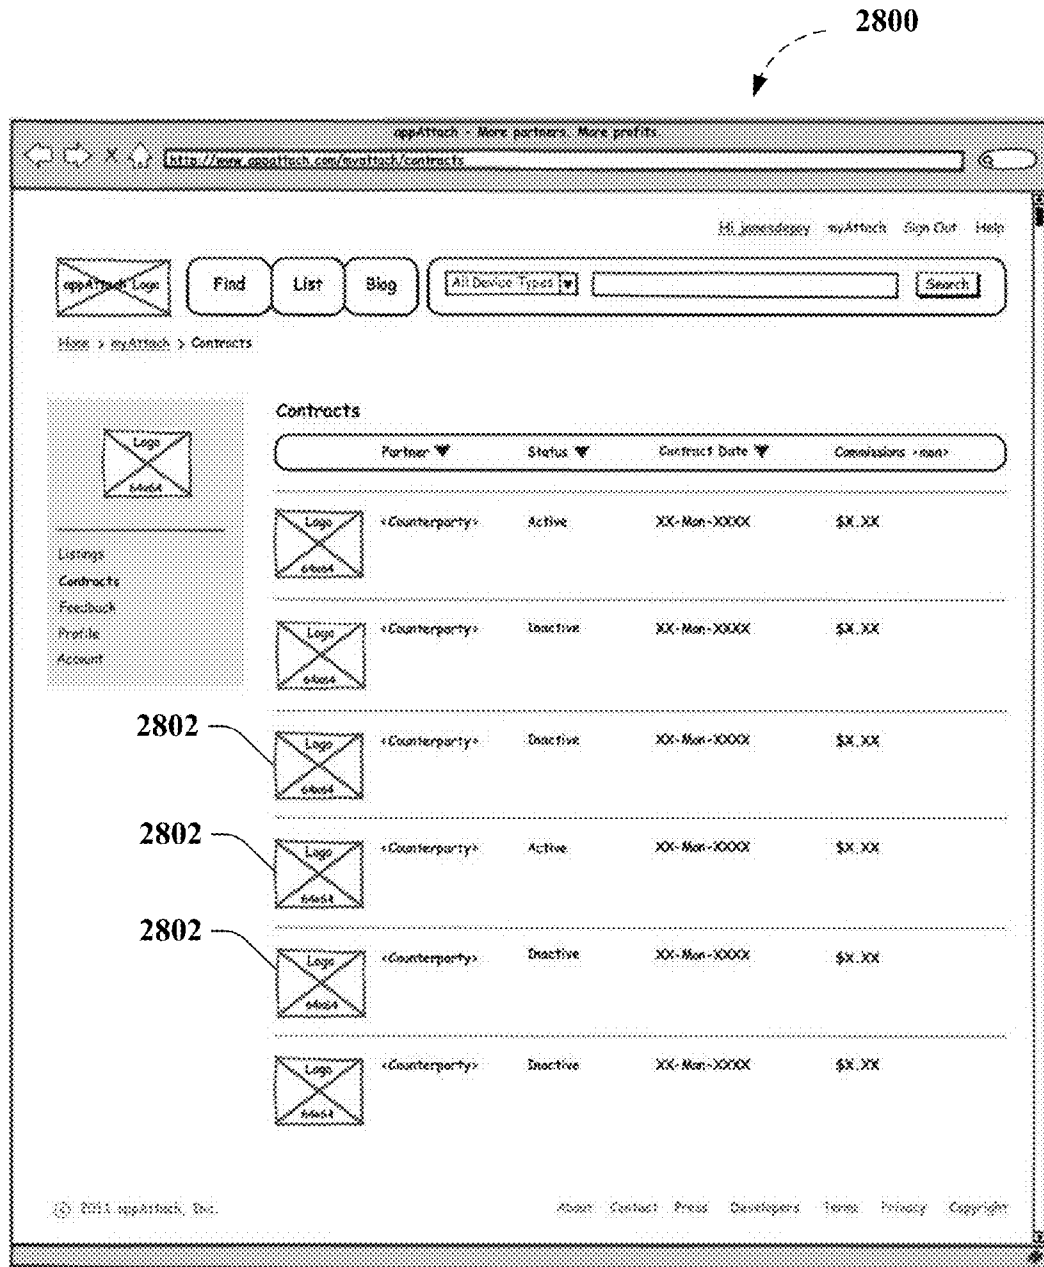 2800
appAttach - More partners. More profits.
http://www.appattach.com/myattach/contracts
Hi, jonesdepoy myAttach Sign Out Help
appAttach Logo Find List Blog All Device Types Search
Home > myAttach > Contracts
Logo
64x64
Listings
Contracts
Feedback
Profile
Account
Contracts
Partner Status Contract Date Commissions <mon>
Logo
64x64
<Counterparty> Active XX-Mon-XXXX $X.XX
Logo
64x64
<Counterparty> Inactive XX-Mon-XXXX $X.XX
2802
Logo
64x64
<Counterparty> Inactive XX-Mon-XXXX $X.XX
2802
Logo
64x64
<Counterparty> Active XX-Mon-XXXX $X.XX
2802
Logo
64x64
<Counterparty> Inactive XX-Mon-XXXX $X.XX
Logo
64x64
<Counterparty> Inactive XX-Mon-XXXX $X.XX
© 2011 appAttach, Inc. About Contact Press Developers Terms Privacy Copyright